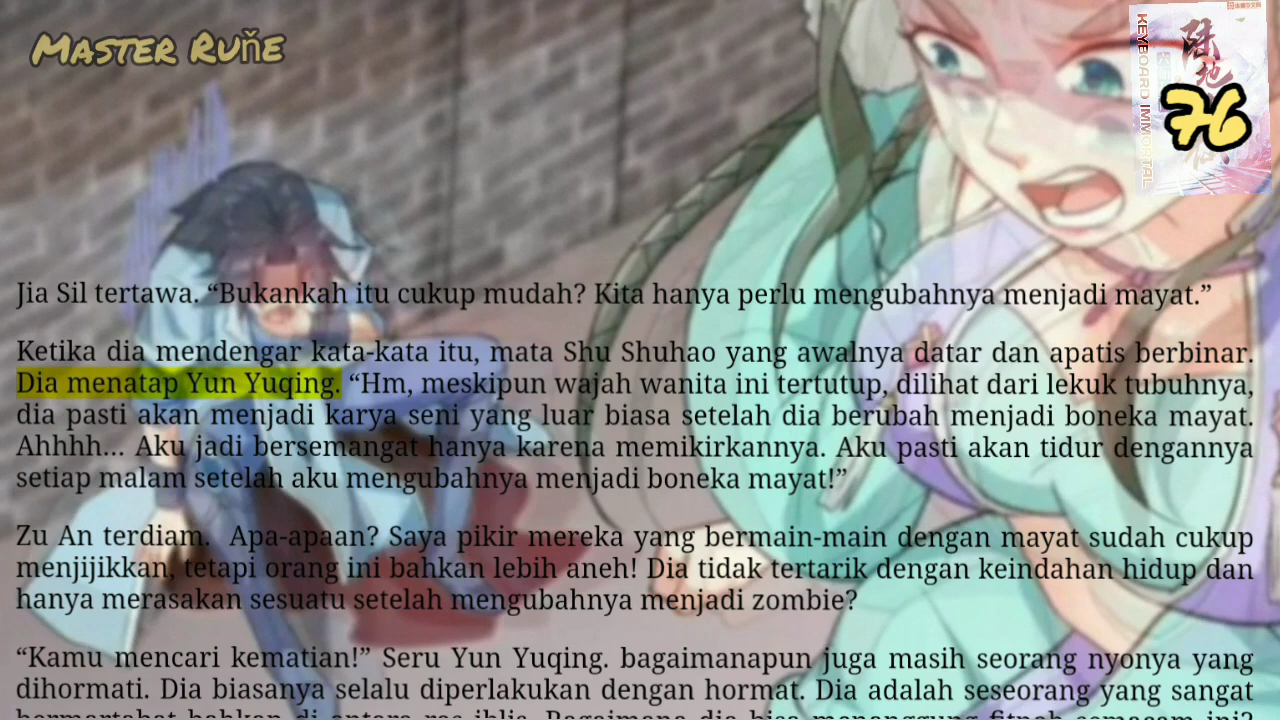 Master Ruňe
陆地
KEYBOARD IMMORTAL
76
Jia Sil tertawa. “Bukankah itu cukup mudah? Kita hanya perlu mengubahnya menjadi mayat.”
Ketika dia mendengar kata-kata itu, mata Shu Shuhao yang awalnya datar dan apatis berbinar.
Dia menatap Yun Yuqing. “Hm, meskipun wajah wanita ini tertutup, dilihat dari lekuk tubuhnya,
dia pasti akan menjadi karya seni yang luar biasa setelah dia berubah menjadi boneka mayat.
Ahhhh... Aku jadi bersemangat hanya karena memikirkannya. Aku pasti akan tidur dengannya
setiap malam setelah aku mengubahnya menjadi boneka mayat!”
Zu An terdiam.  Apa-apaan? Saya pikir mereka yang bermain-main dengan mayat sudah cukup
menjijikkan, tetapi orang ini bahkan lebih aneh! Dia tidak tertarik dengan keindahan hidup dan
hanya merasakan sesuatu setelah mengubahnya menjadi zombie?
“Kamu mencari kematian!” Seru Yun Yuqing. bagaimanapun juga masih seorang nyonya yang
dihormati. Dia biasanya selalu diperlakukan dengan hormat. Dia adalah seseorang yang sangat